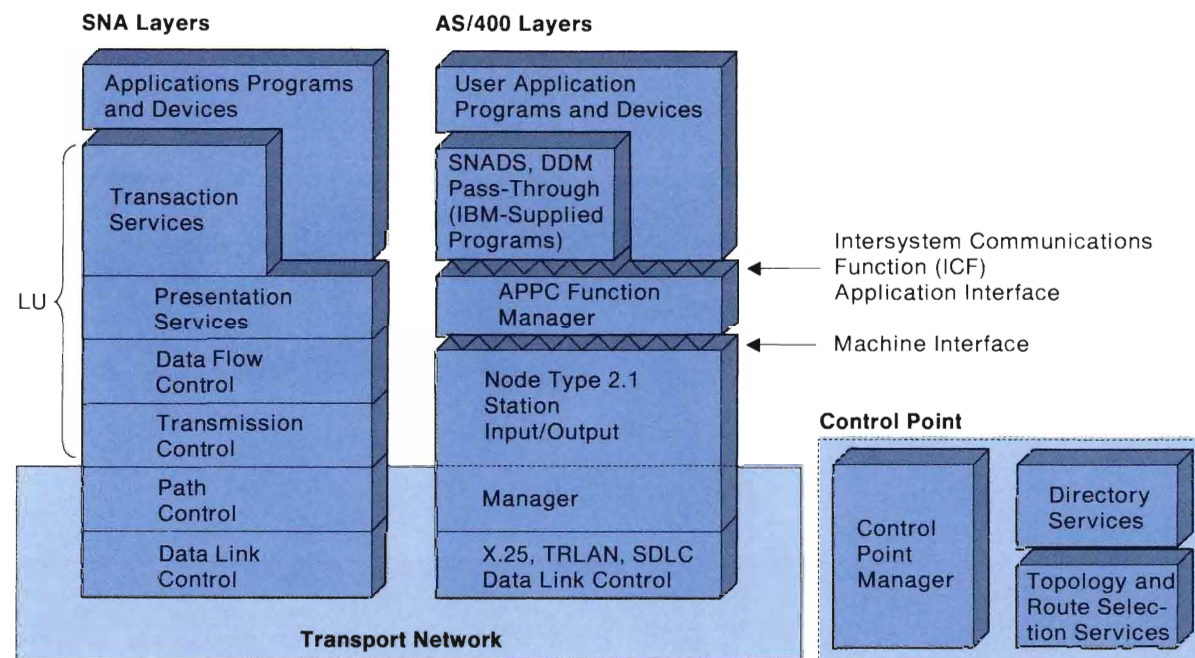 SNA Layers
Applications Programs
and Devices
LU
Transaction
Services
Presentation
Services
Data Flow
Control
Transmission
Control
Path
Control
Data Link
Control
AS/400 Layers
User Application
Programs and Devices
SNADS, DDM
Pass-Through
(IBM-Supplied
Programs)
APPC Function
Manager
Node Type 2.1
Station
Input/Output
Manager
X.25, TRLAN, SDLC
Data Link Control
Intersystem Communications
Function (ICF)
Application Interface
Machine Interface
Transport Network
Control Point
Control
Point
Manager
Directory
Services
Topology and
Route Selec-
tion Services